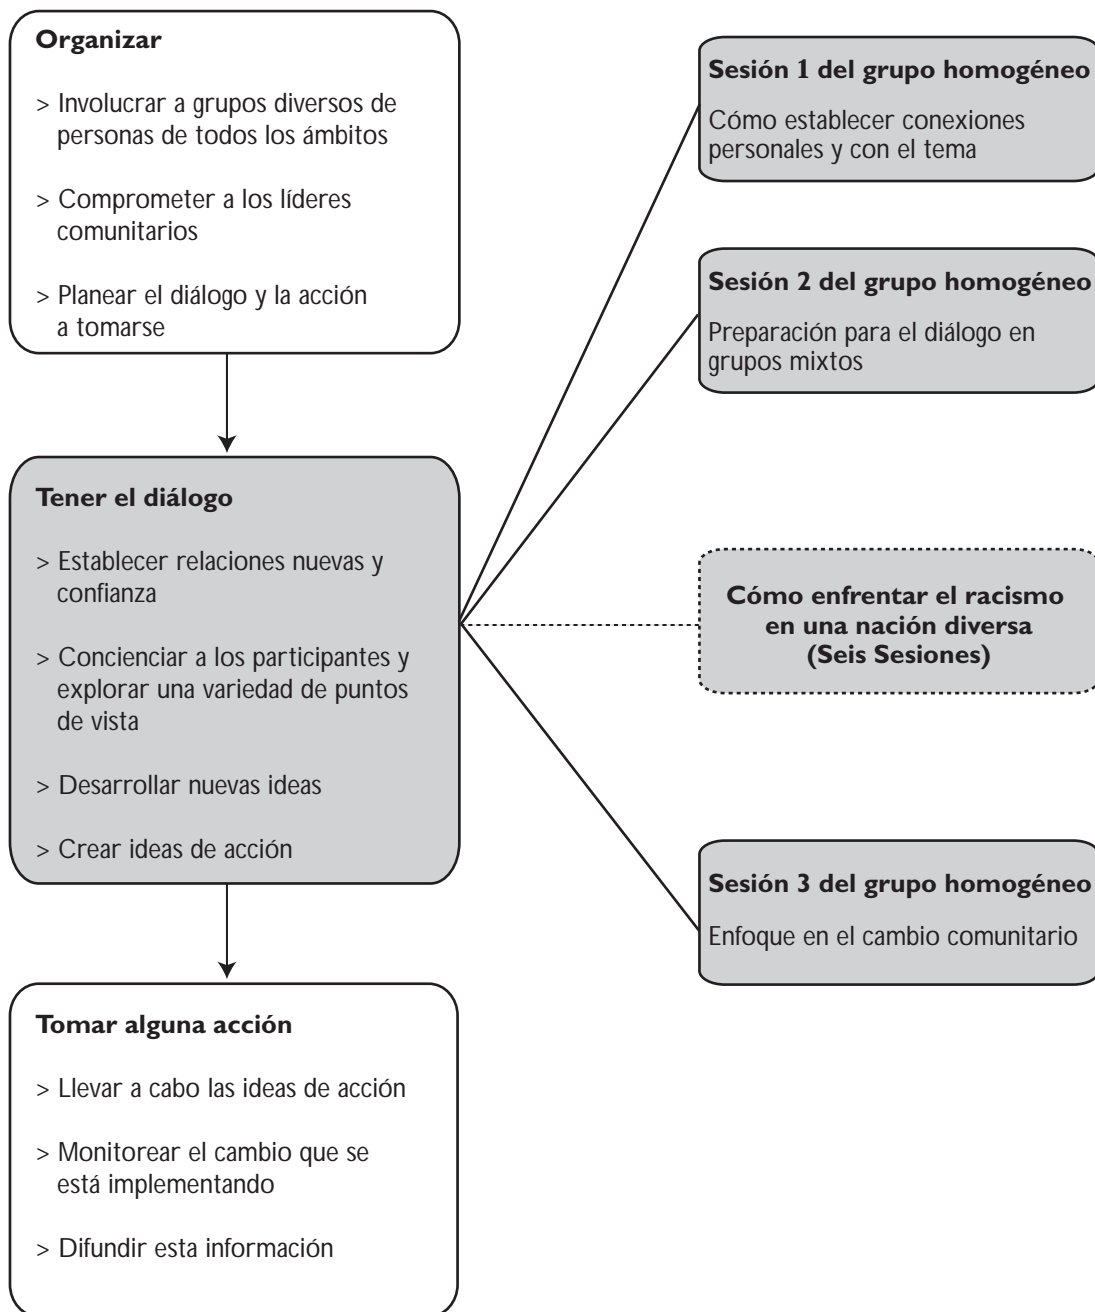 Organizar
> Involucrar a grupos diversos de
personas de todos los ámbitos
> Comprometer a los líderes
comunitarios
> Planear el diálogo y la acción
a tomarse
Tener el diálogo
> Establecer relaciones nuevas y
confianza
> Concienciar a los participantes y
explorar una variedad de puntos
de vista
> Desarrollar nuevas ideas
> Crear ideas de acción
Tomar alguna acción
> Llevar a cabo las ideas de acción
> Monitorear el cambio que se
está implementando
> Difundir esta información
Sesión 1 del grupo homogéneo
Cómo establecer conexiones
personales y con el tema
Sesión 2 del grupo homogéneo
Preparación para el diálogo en
grupos mixtos
Cómo enfrentar el racismo
en una nación diversa
(Seis Sesiones)
Sesión 3 del grupo homogéneo
Enfoque en el cambio comunitario